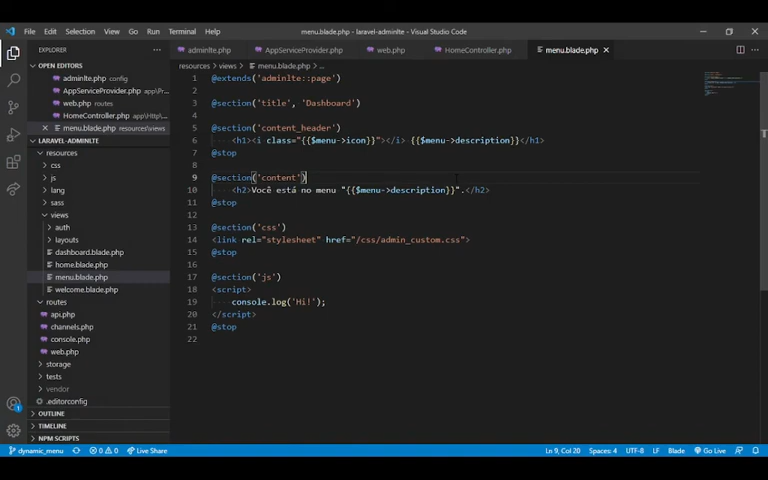 File Edit Selection View Go Run Terminal Help
menu.blade.php - laravel-adminlte - Visual Studio Code
EXPLORER
adminlte.php
AppServiceProvider.php
web.php
HomeController.php
menu.blade.php
OPEN EDITORS
adminlte.php config
AppServiceProvider.php app\Pr...
web.php routes
HomeController.php app\Http\...
menu.blade.php resources\views
LARAVEL-ADMINLTE
resources
css
js
lang
sass
views
auth
layouts
dashboard.blade.php
home.blade.php
menu.blade.php
welcome.blade.php
routes
api.php
channels.php
console.php
web.php
storage
tests
vendor
.editorconfig
OUTLINE
TIMELINE
NPM SCRIPTS
resources > views > menu.blade.php > ...
1 @extends('adminlte::page')
2
3 @section('title', 'Dashboard')
4
5 @section('content_header')
6 <h1><i class="{{$menu->icon}}"></i> {{$menu->description}}</h1>
7 @stop
8
9 @section('content')
10 <h2>Você está no menu "{{$menu->description}}".</h2>
11 @stop
12
13 @section('css')
14 <link rel="stylesheet" href="/css/admin_custom.css">
15 @stop
16
17 @section('js')
18 <script>
19 console.log('Hi!');
20 </script>
21 @stop
22
dynamic_menu 0 0 Live Share
Ln 9, Col 20 Spaces: 4 UTF-8 LF Blade Go Live